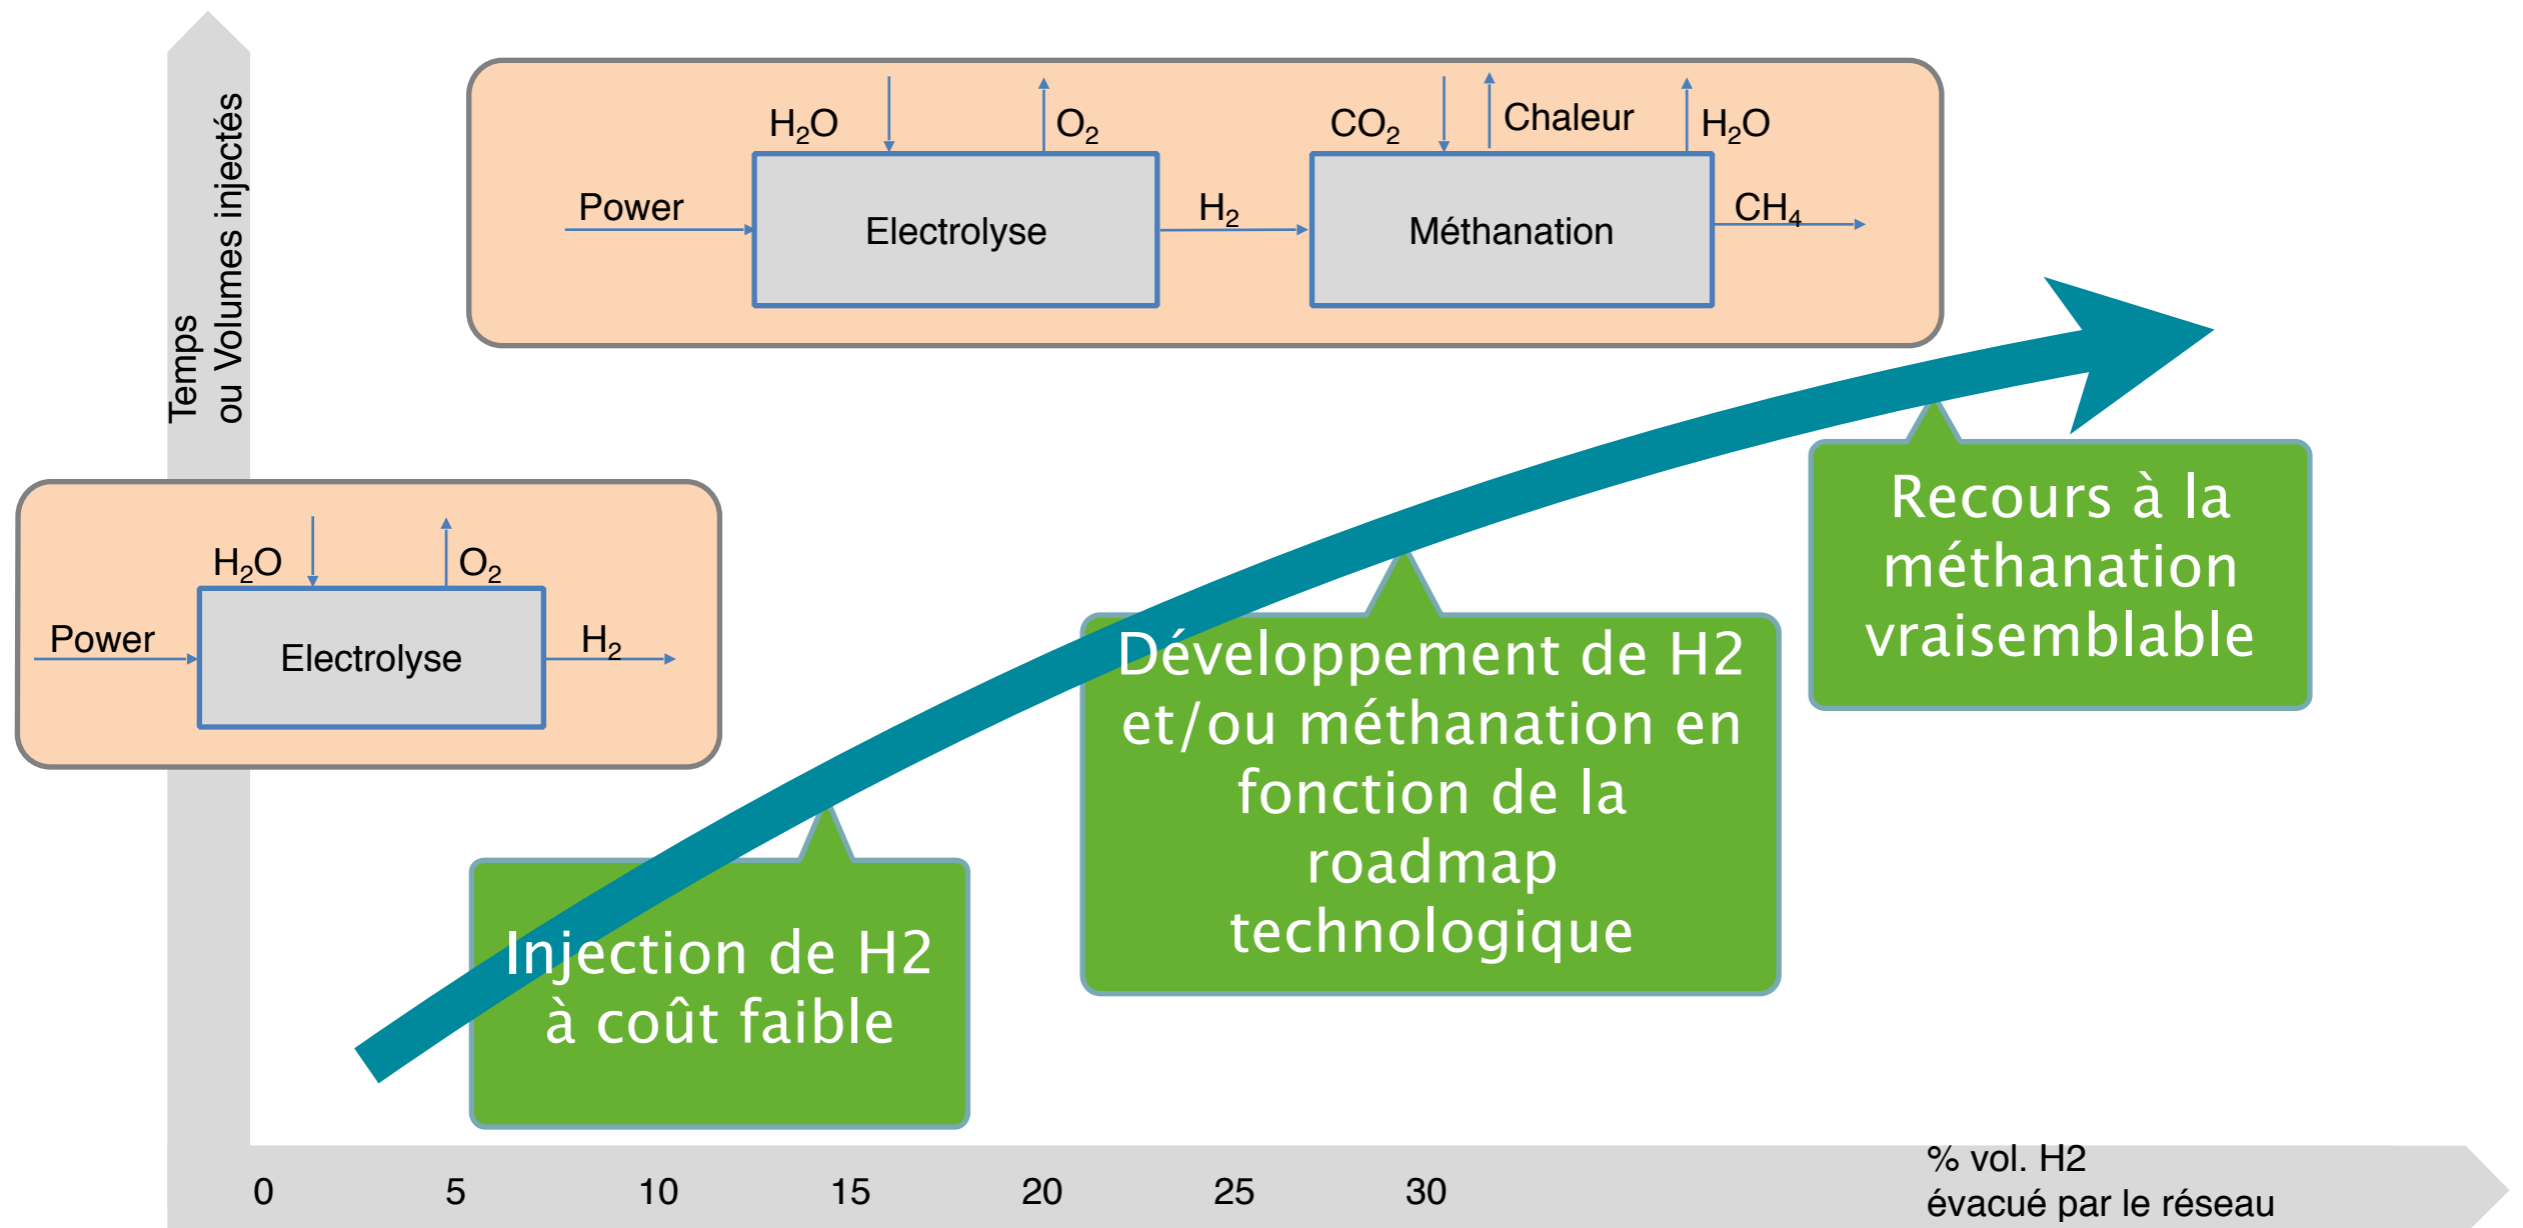 Temps
ou Volumes injectés
H₂O
O₂
CO₂
Chaleur
H₂O
Power
Electrolyse
H₂
Méthanation
CH₄
H₂O
O₂
Power
Electrolyse
H₂
Injection de H2
à coût faible
Développement de H2
et/ou méthanation en
fonction de la
roadmap
technologique
Recours à la
méthanation
vraisemblable
0 5 10 15 20 25 30
% vol. H2
évacué par le réseau